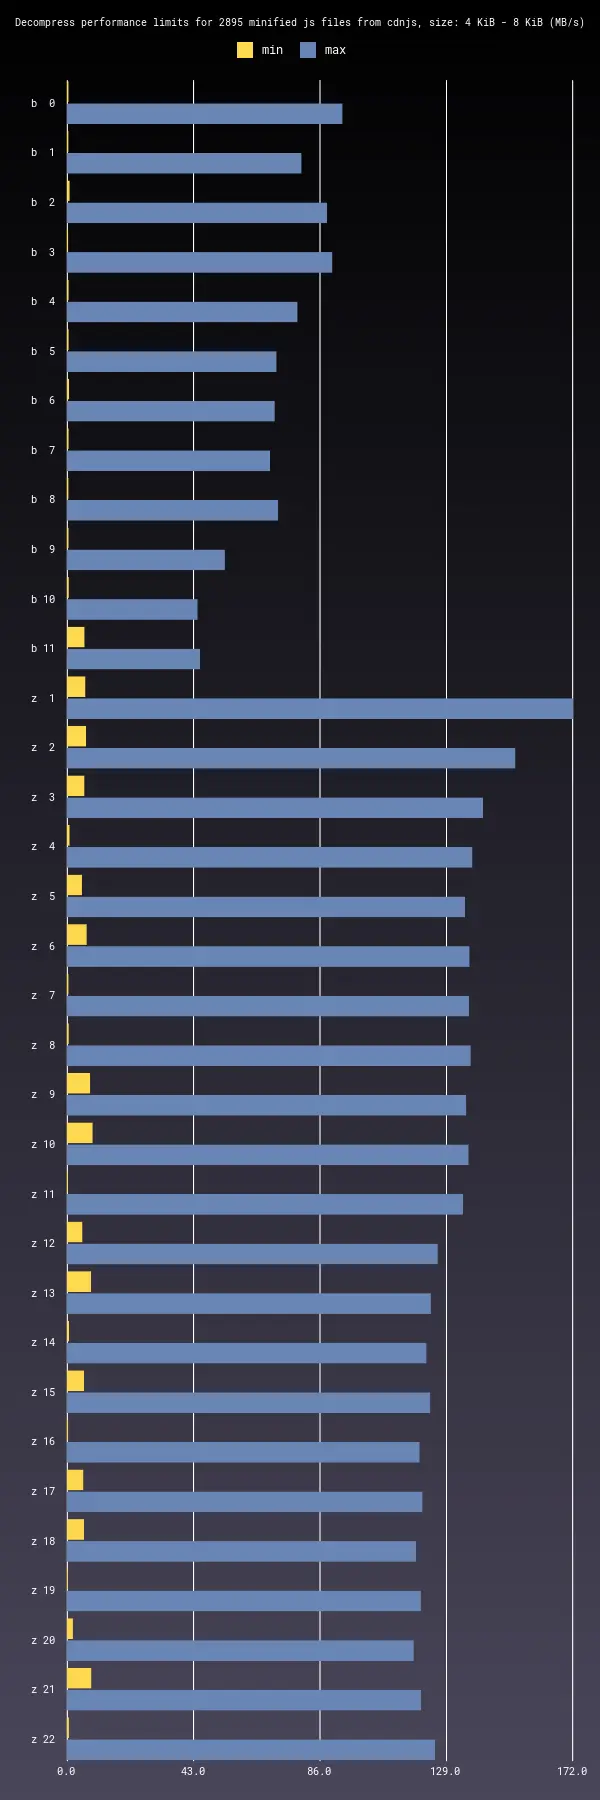 Decompress performance limits for 2895 minified js files from cdnjs, size: 4 KiB - 8 KiB (MB/s)
min max
b 0
b 1
b 2
b 3
b 4
b 5
b 6
b 7
b 8
b 9
b 10
b 11
z 1
z 2
z 3
z 4
z 5
z 6
z 7
z 8
z 9
z 10
z 11
z 12
z 13
z 14
z 15
z 16
z 17
z 18
z 19
z 20
z 21
z 22
0.0 43.0 86.0 129.0 172.0